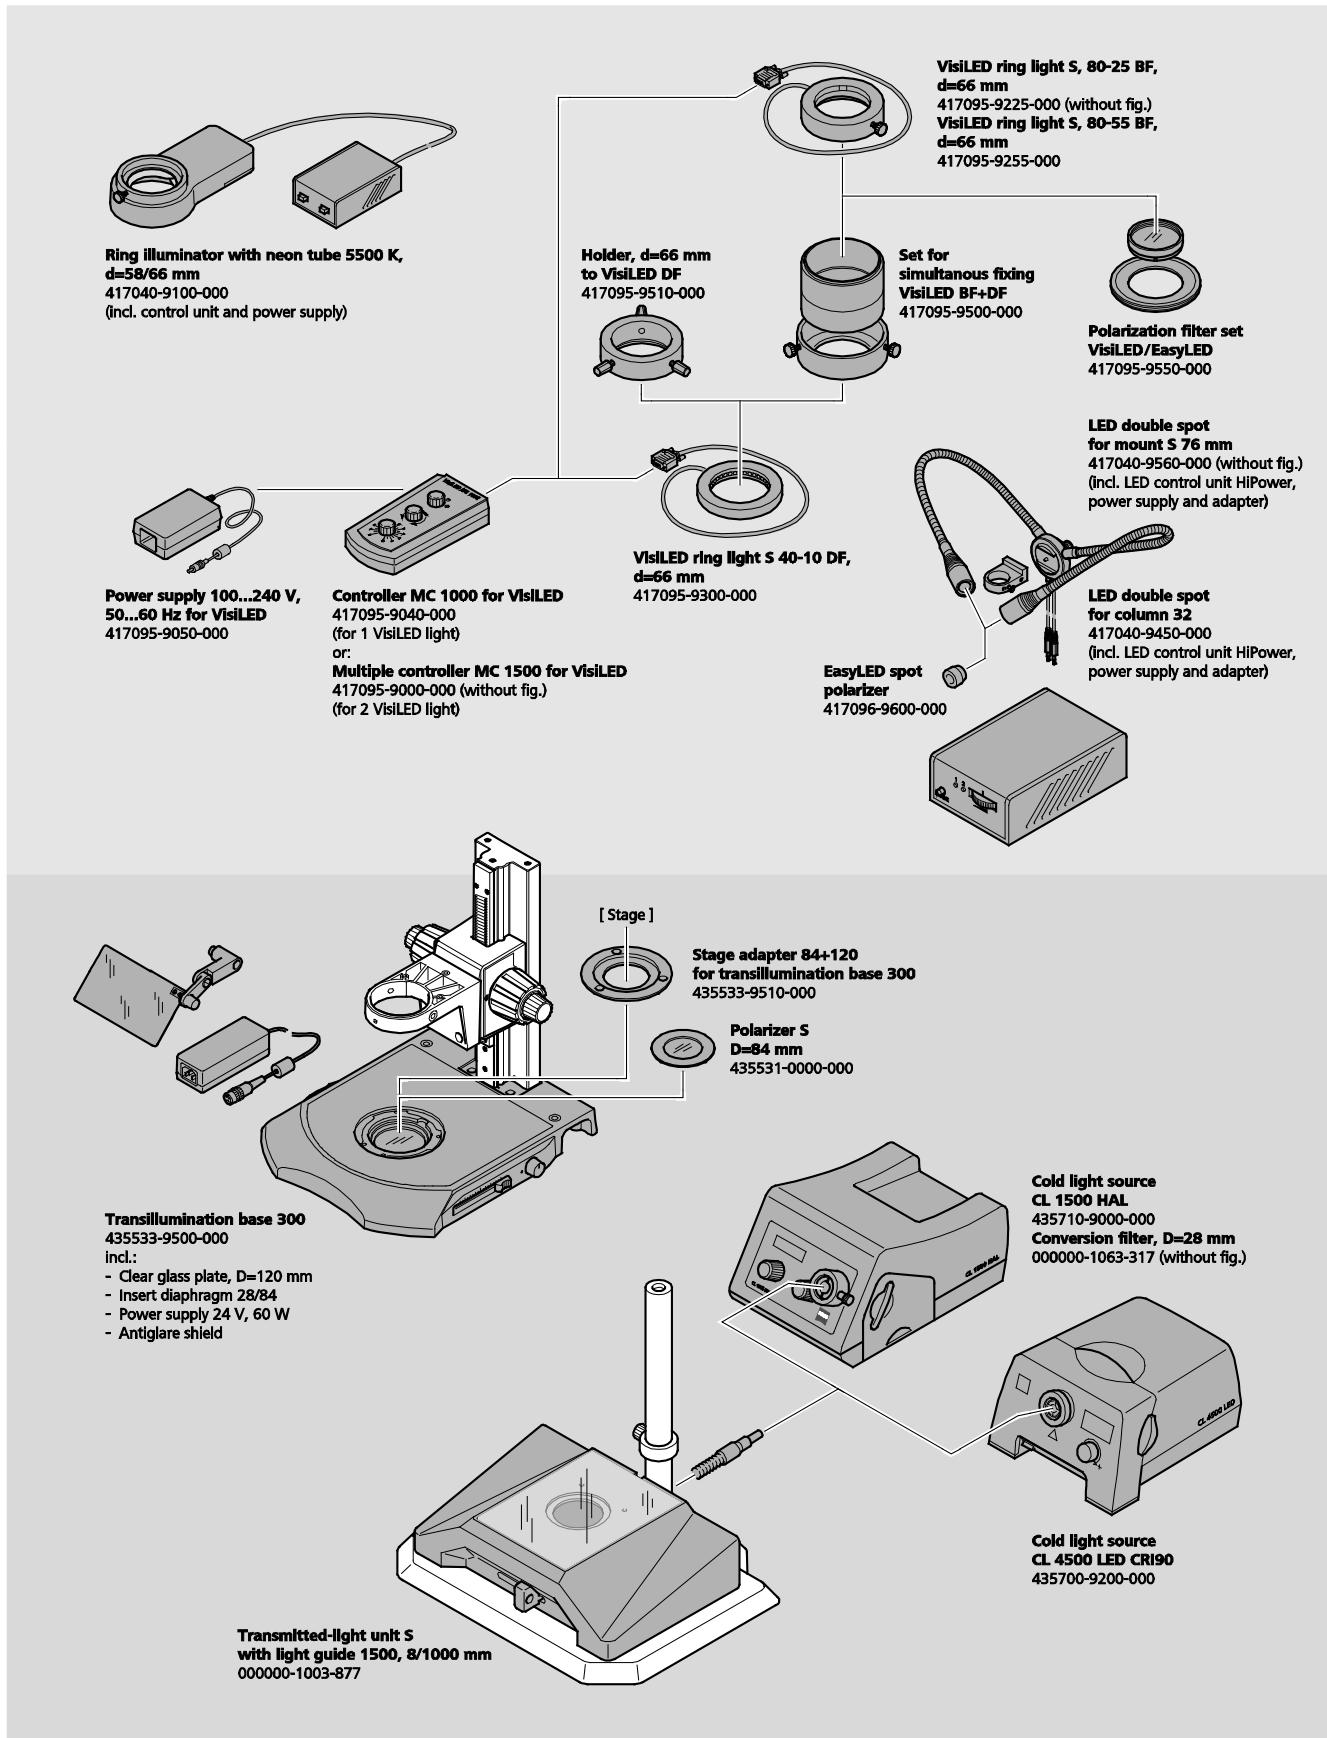 VisiLED ring light S, 80-25 BF,
d=66 mm
417095-9225-000 (without fig.)
VisiLED ring light S, 80-55 BF,
d=66 mm
417095-9255-000
Ring illuminator with neon tube 5500 K,
d=58/66 mm
417040-9100-000
(incl. control unit and power supply)
Holder, d=66 mm
to VisiLED DF
417095-9510-000
Set for
simultanous fixing
VisiLED BF+DF
417095-9500-000
Polarization filter set
VisiLED/EasyLED
417095-9550-000
LED double spot
for mount S 76 mm
417040-9560-000 (without fig.)
(incl. LED control unit HiPower,
power supply and adapter)
VisiLED ring light S 40-10 DF,
d=66 mm
417095-9300-000
Power supply 100...240 V,
50...60 Hz for VisiLED
417095-9050-000
Controller MC 1000 for VisiLED
417095-9040-000
(for 1 VisiLED light)
or:
Multiple controller MC 1500 for VisiLED
417095-9000-000 (without fig.)
(for 2 VisiLED light)
LED double spot
for column 32
417040-9450-000
(incl. LED control unit HiPower,
power supply and adapter)
EasyLED spot
polarizer
417096-9600-000
1 2
[ Stage ]
Stage adapter 84+120
for transillumination base 300
435533-9510-000
Polarizer S
D=84 mm
435531-0000-000
Transillumination base 300
435533-9500-000
incl.:
- Clear glass plate, D=120 mm
- Insert diaphragm 28/84
- Power supply 24 V, 60 W
- Antiglare shield
Cold light source
CL 1500 HAL
435710-9000-000
Conversion filter, D=28 mm
000000-1063-317 (without fig.)
CL 1500 HAL
CL 4500 LED
Cold light source
CL 4500 LED CRI90
435700-9200-000
Transmitted-light unit S
with light guide 1500, 8/1000 mm
000000-1003-877